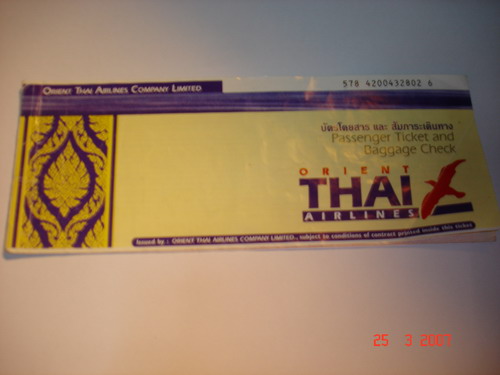 ORIENT THAI AIRLINES COMPANY LIMITED
578 4200432802 6
บัตรโดยสาร และ สัมภาระเดินทาง
Passenger Ticket and
Baggage Check
ORIENT
THAI
AIRLINES
Issued by : ORIENT THAI AIRLINES COMPANY LIMITED., subject to conditions of contract printed inside this ticket
25 3 2007